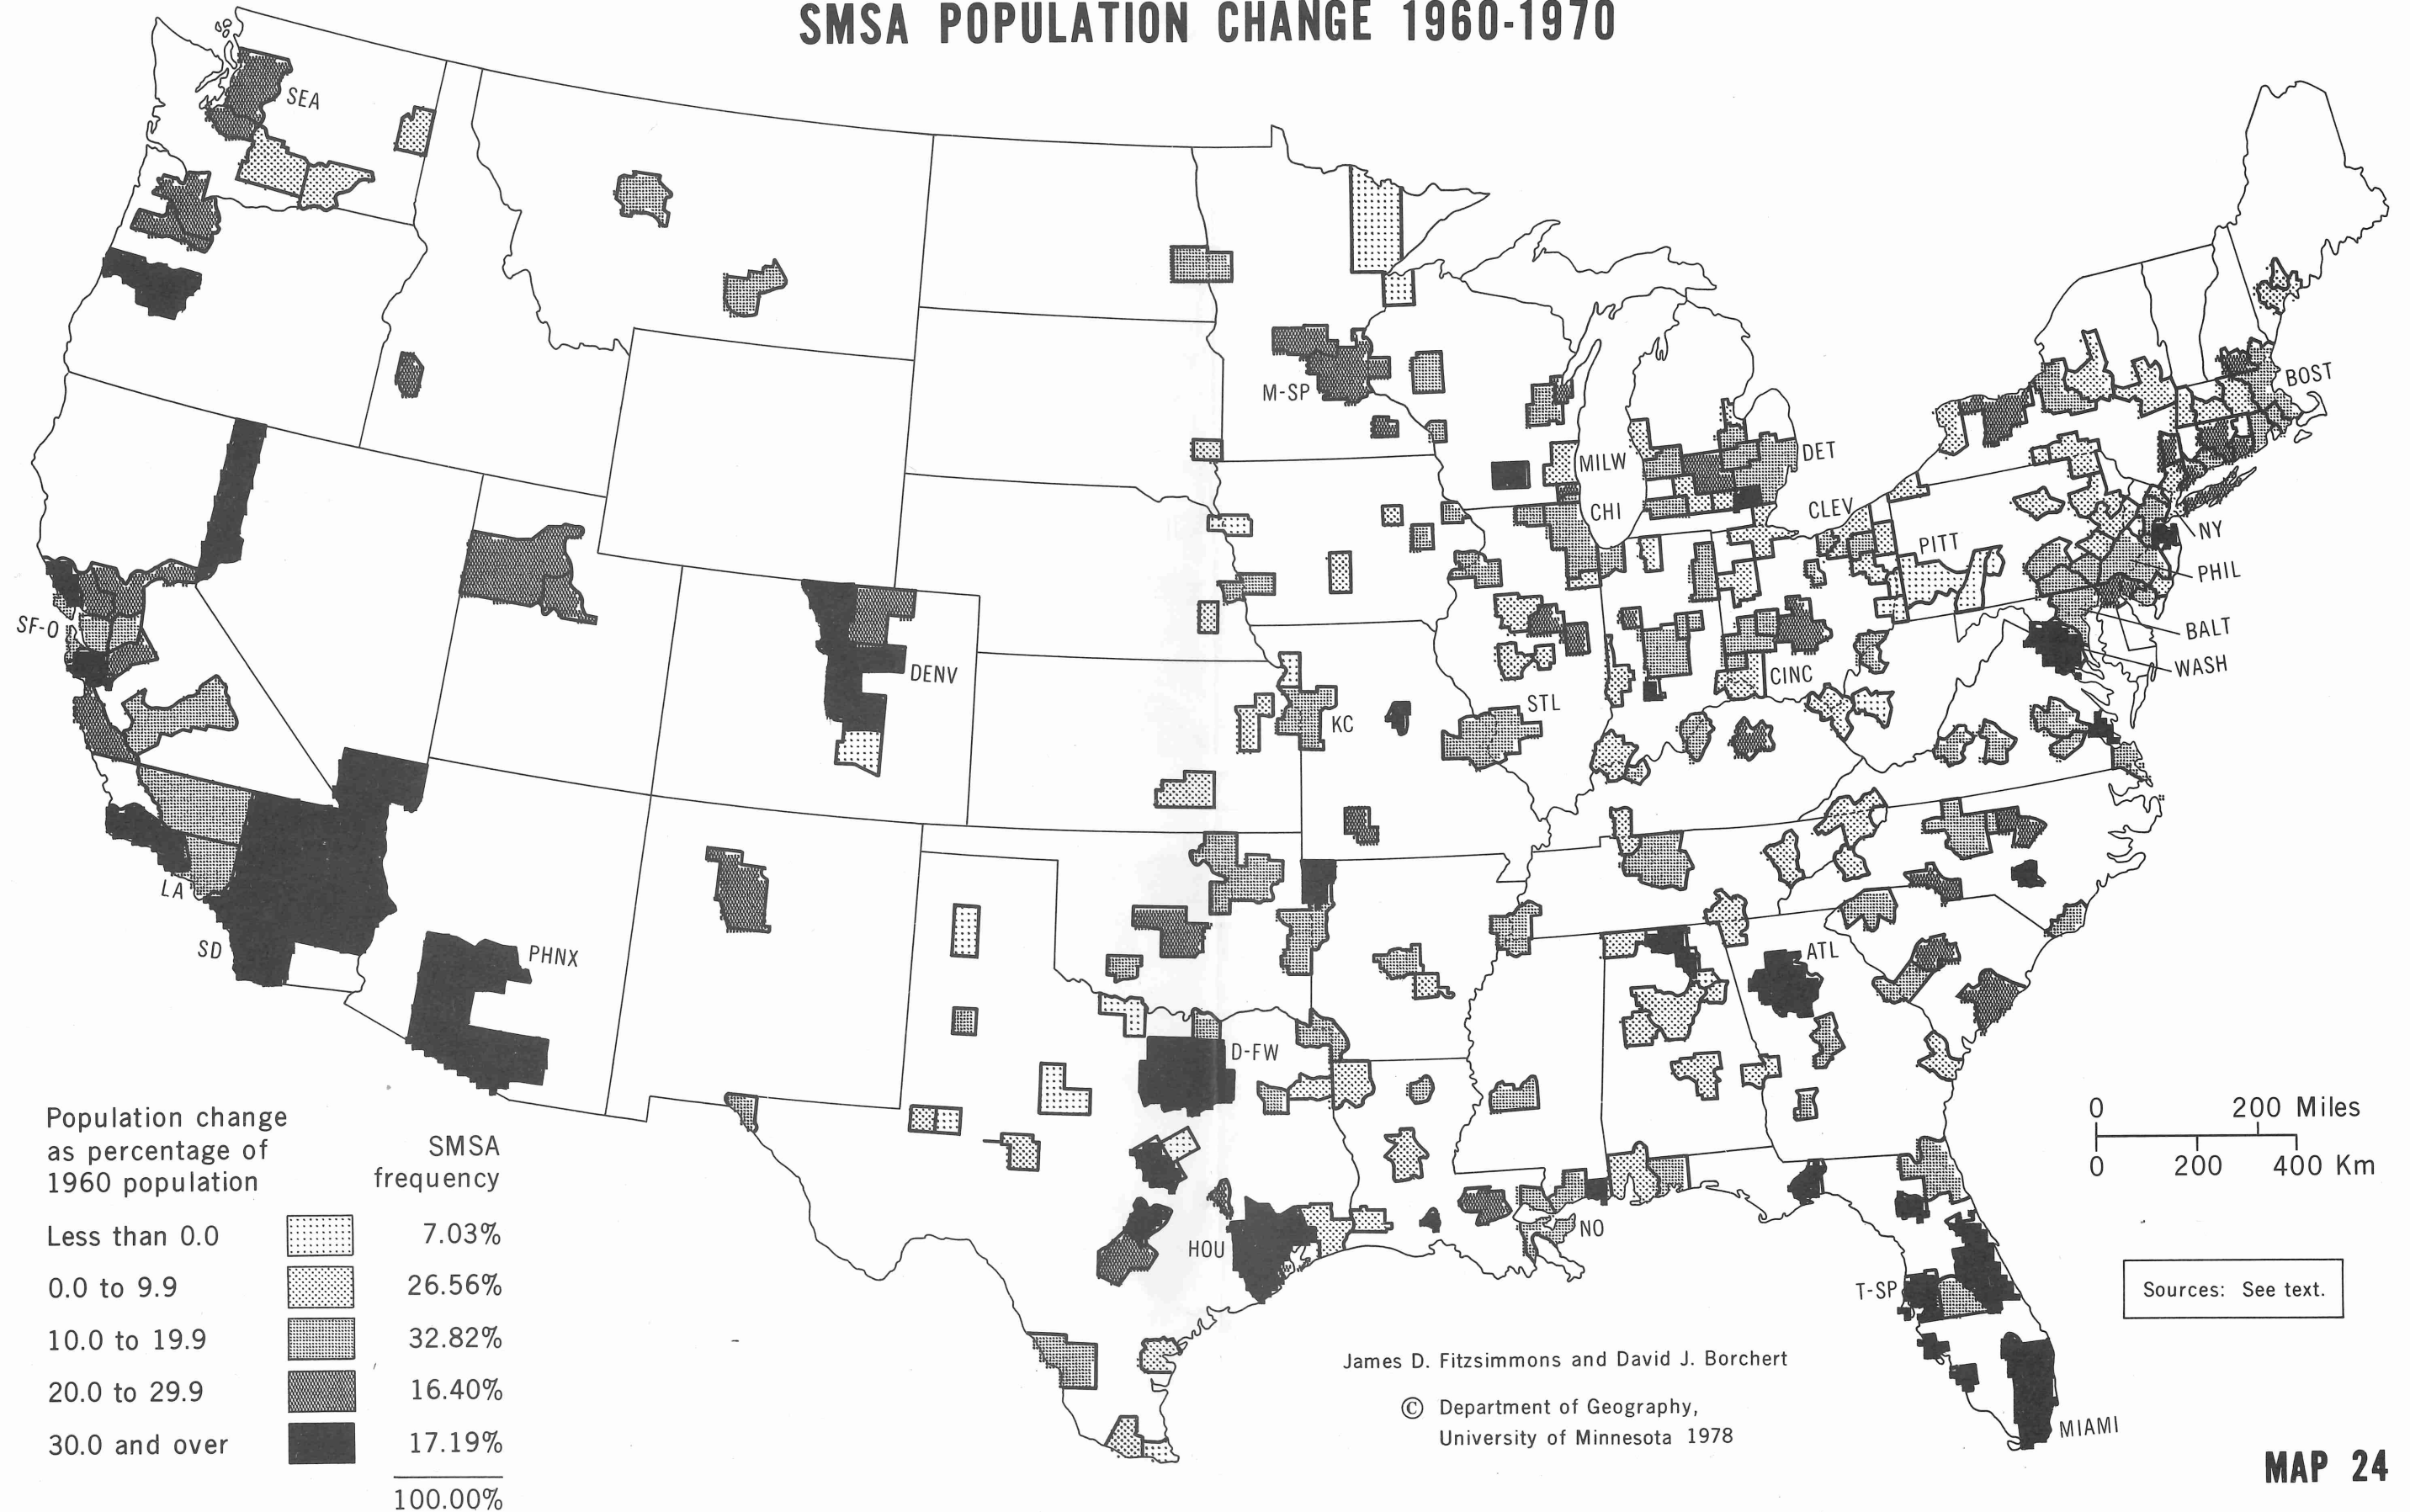 SMSA POPULATION CHANGE 1960-1970
SEA
M-SP
BOST
MILW
DET
CHI
CLEV
PITT
NY
PHIL
BALT
WASH
SF-O
DENV
CINC
STL
KC
LA
SD
PHNX
ATL
D-FW
NO
HOU
T-SP
MIAMI
Population change
as percentage of
1960 population
SMSA
frequency
Less than 0.0 7.03%
0.0 to 9.9 26.56%
10.0 to 19.9 32.82%
20.0 to 29.9 16.40%
30.0 and over 17.19%
100.00%
0 200 Miles
0 200 400 Km
Sources: See text.
James D. Fitzsimmons and David J. Borchert
© Department of Geography,
University of Minnesota 1978
MAP 24